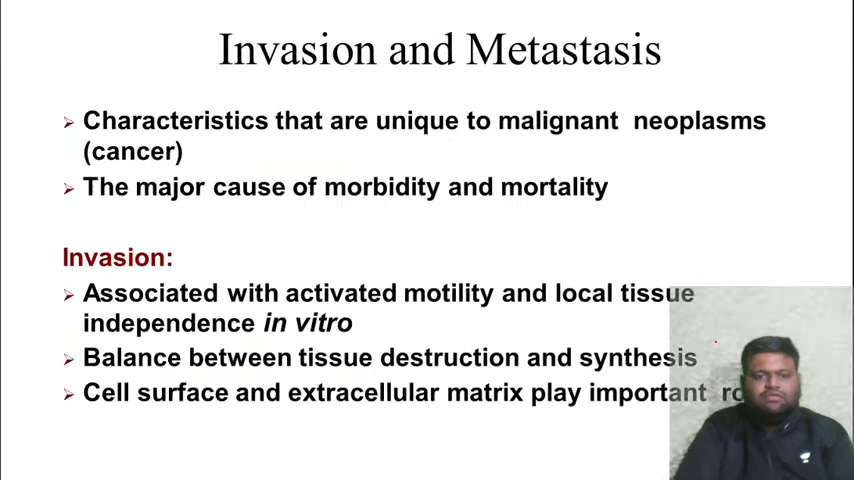 Invasion and Metastasis
Characteristics that are unique to malignant neoplasms
(cancer)
The major cause of morbidity and mortality
Invasion:
Associated with activated motility and local tissue
independence in vitro
Balance between tissue destruction and synthesis
Cell surface and extracellular matrix play important